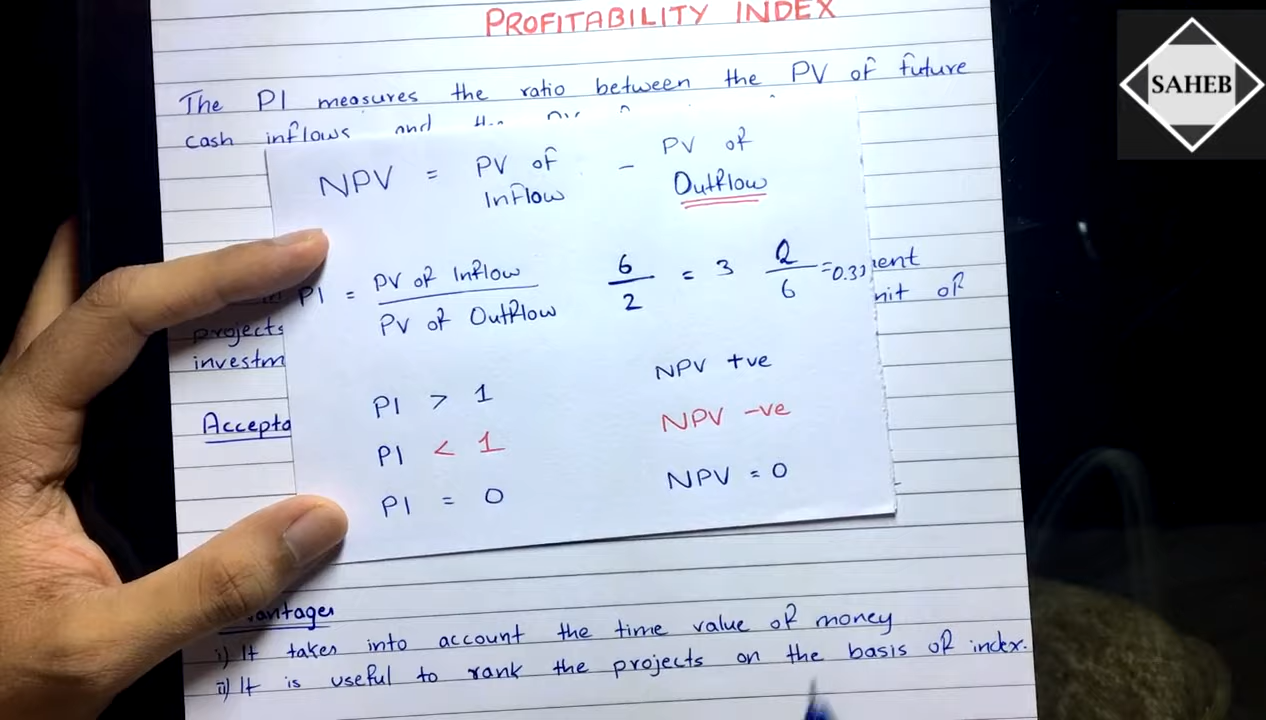 PROFITABILITY INDEX
SAHEB
The PI measures the ratio between the PV of future
cash inflows and
NPV = PV of Inflow - PV of Outflow
PI = PV of Inflow / PV of Outflow 6/2 = 3 2/6 = 0.33
projects
investm
PI > 1 NPV +ve
Accepta
PI < 1 NPV -ve
PI = 0 NPV = 0
vantages
i) It takes into account the time value of money
ii) It is useful to rank the projects on the basis of index.